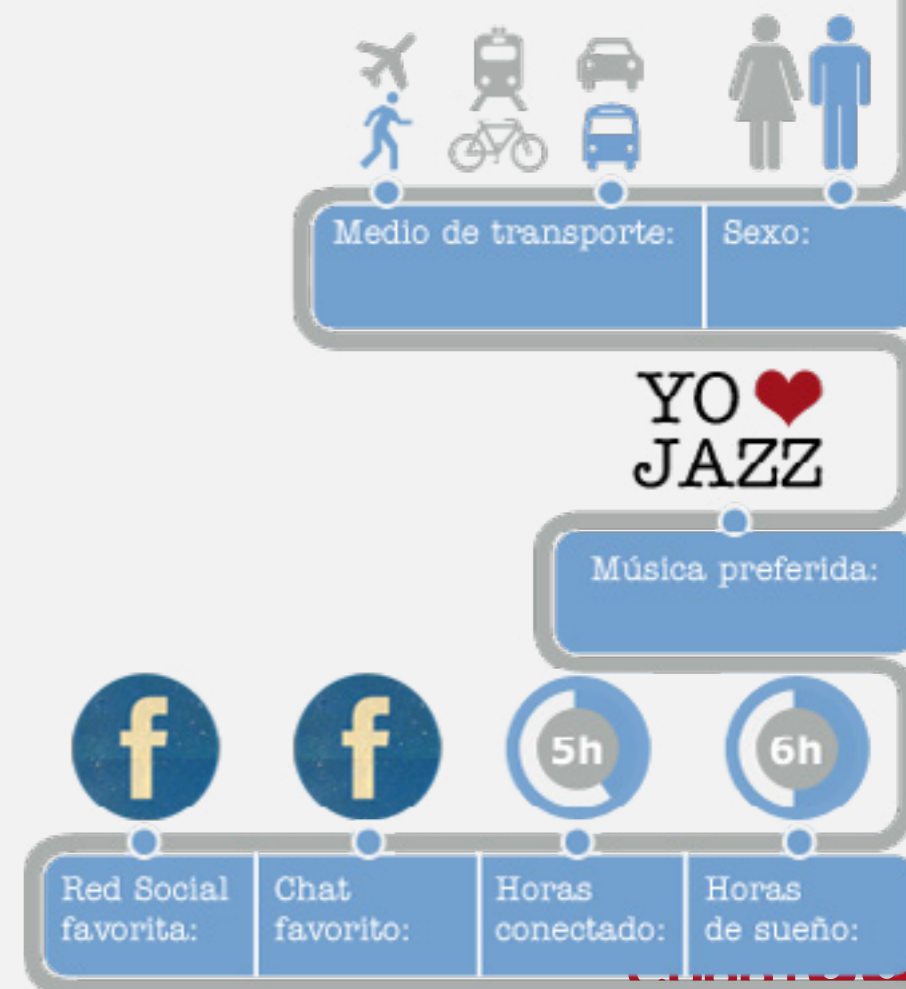 Medio de transporte:
Sexo:
YO
JAZZ
Música preferida:
f
f
5h
6h
Red Social
favorita:
Chat
favorito:
Horas
conectado:
Horas
de sueño: